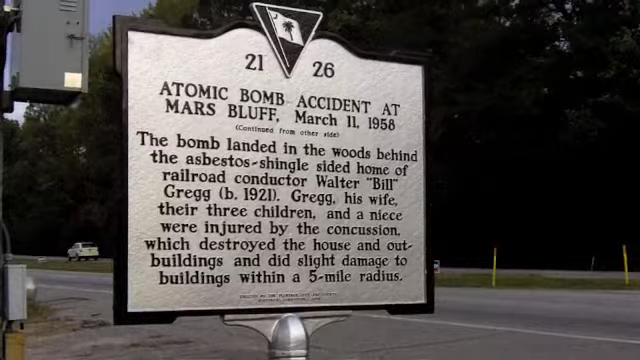 21 26
ATOMIC BOMB ACCIDENT AT
MARS BLUFF, March 11, 1958
(Continued from other side)
The bomb landed in the woods behind
the asbestos-shingle sided home of
railroad conductor Walter "Bill"
Gregg (b. 1921). Gregg, his wife,
their three children, and a niece
were injured by the concussion,
which destroyed the house and out-
buildings and did slight damage to
buildings within a 5-mile radius.